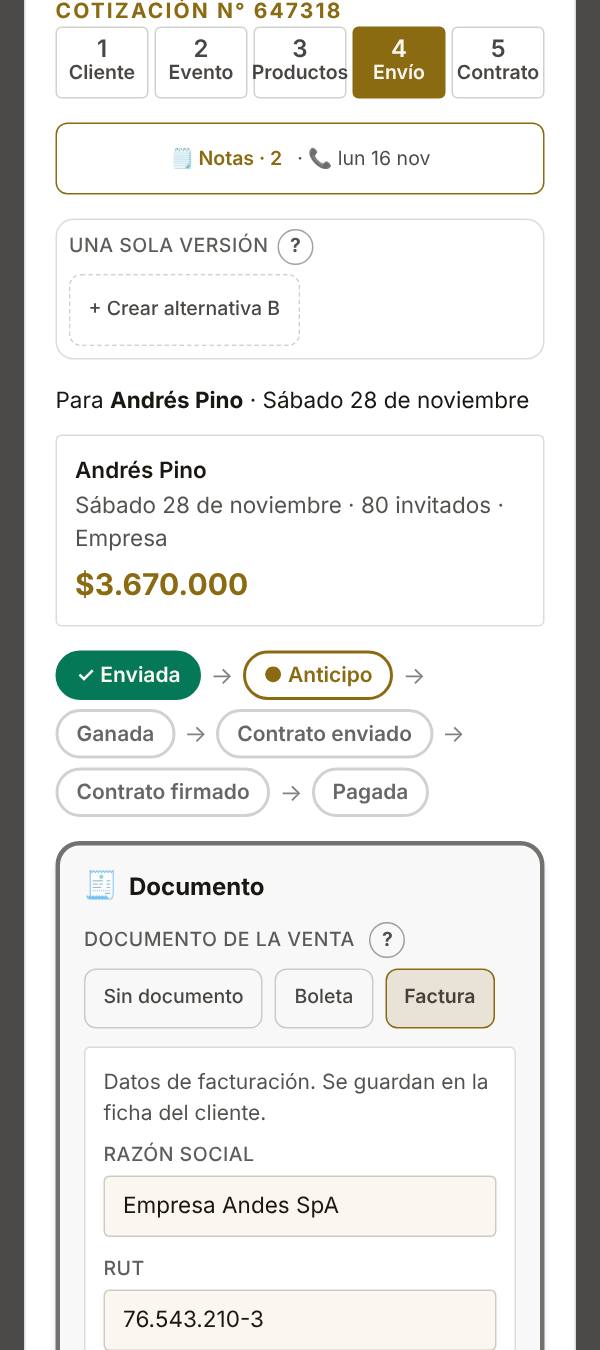 COTIZACIÓN N° 647318
1 2 3 4 5
Cliente Evento Productos Envío Contrato
🗒️ Notas · 2 · 📞 lun 16 nov
UNA SOLA VERSIÓN ?
+ Crear alternativa B
Para Andrés Pino · Sábado 28 de noviembre
Andrés Pino
Sábado 28 de noviembre · 80 invitados ·
Empresa
$3.670.000
✓ Enviada → ● Anticipo →
Ganada → Contrato enviado →
Contrato firmado → Pagada
🧾 Documento
DOCUMENTO DE LA VENTA ?
Sin documento Boleta Factura
Datos de facturación. Se guardan en la
ficha del cliente.
RAZÓN SOCIAL
Empresa Andes SpA
RUT
76.543.210-3